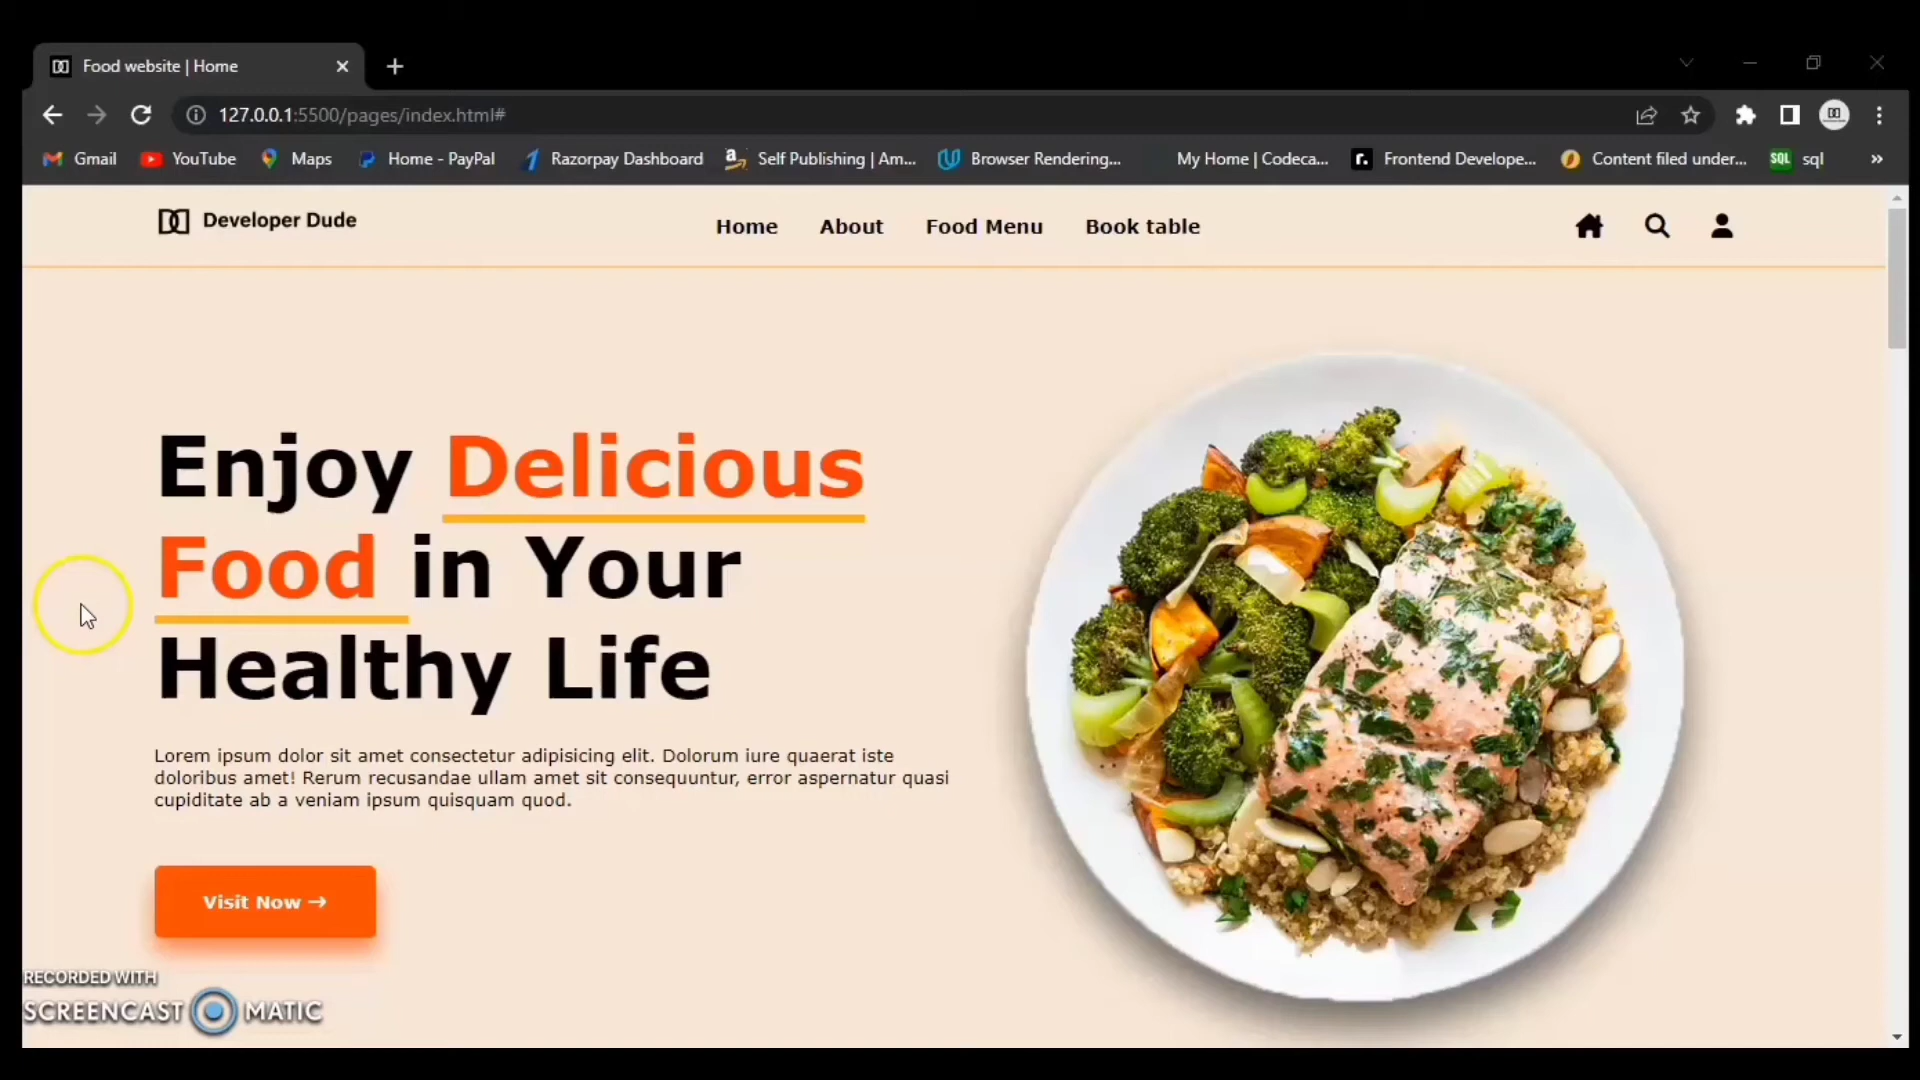 Food website | Home
127.0.0.1:5500/pages/index.html#
Gmail YouTube Maps Home - PayPal Razorpay Dashboard Self Publishing | Am... Browser Rendering... My Home | Codeca... Frontend Develope... Content filed under... SQL sql »
Developer Dude Home About Food Menu Book table
Enjoy Delicious
Food in Your
Healthy Life
Lorem ipsum dolor sit amet consectetur adipisicing elit. Dolorum iure quaerat iste
doloribus amet! Rerum recusandae ullam amet sit consequuntur, error aspernatur quasi
cupiditate ab a veniam ipsum quisquam quod.
Visit Now →
RECORDED WITH
SCREENCAST MATIC